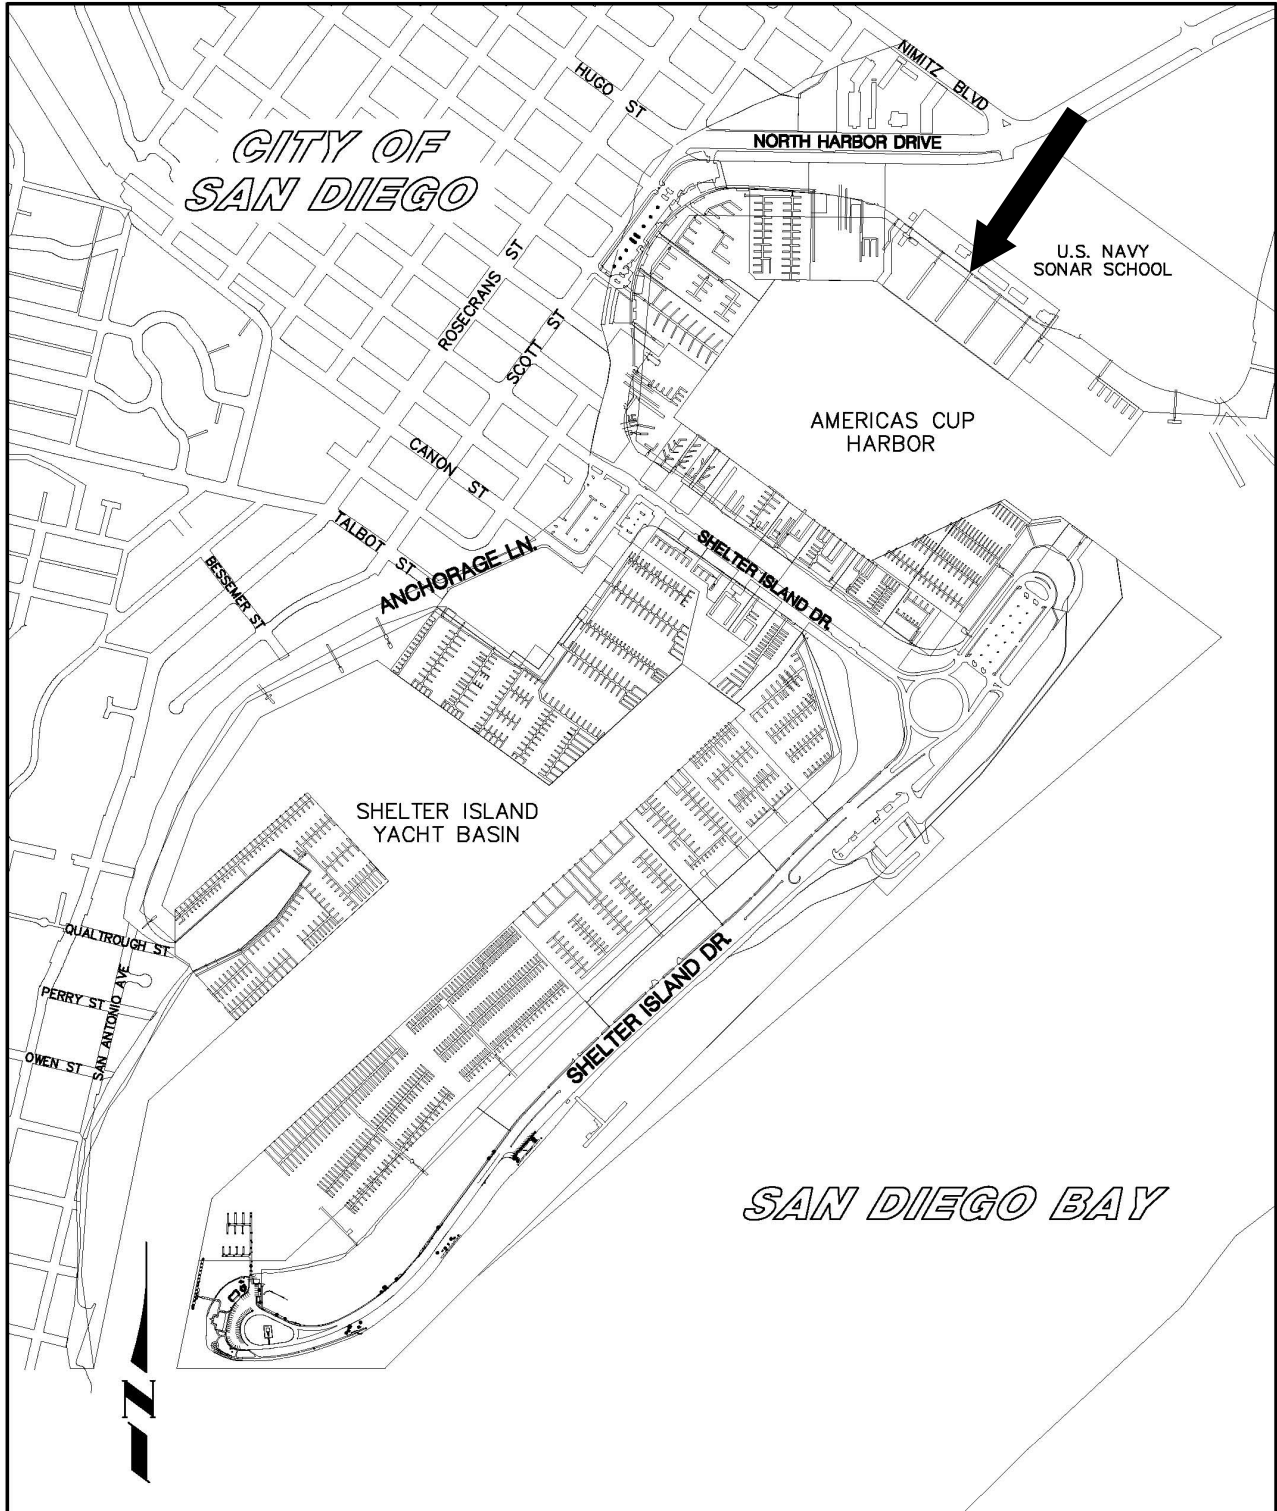 NIMITZ BLVD
HUGO ST
CITY OF
SAN DIEGO
NORTH HARBOR DRIVE
U.S. NAVY
SONAR SCHOOL
ROSECRANS ST
SCOTT ST
AMERICAS CUP
HARBOR
CANON ST
TALBOT ST
SHELTER ISLAND DR.
ANCHORAGE LN.
BESSEMER ST
SHELTER ISLAND
YACHT BASIN
QUALTROUGH ST
PERRY ST
SAN ANTONIO AVE
OWEN ST
SHELTER ISLAND DR.
SAN DIEGO BAY
N